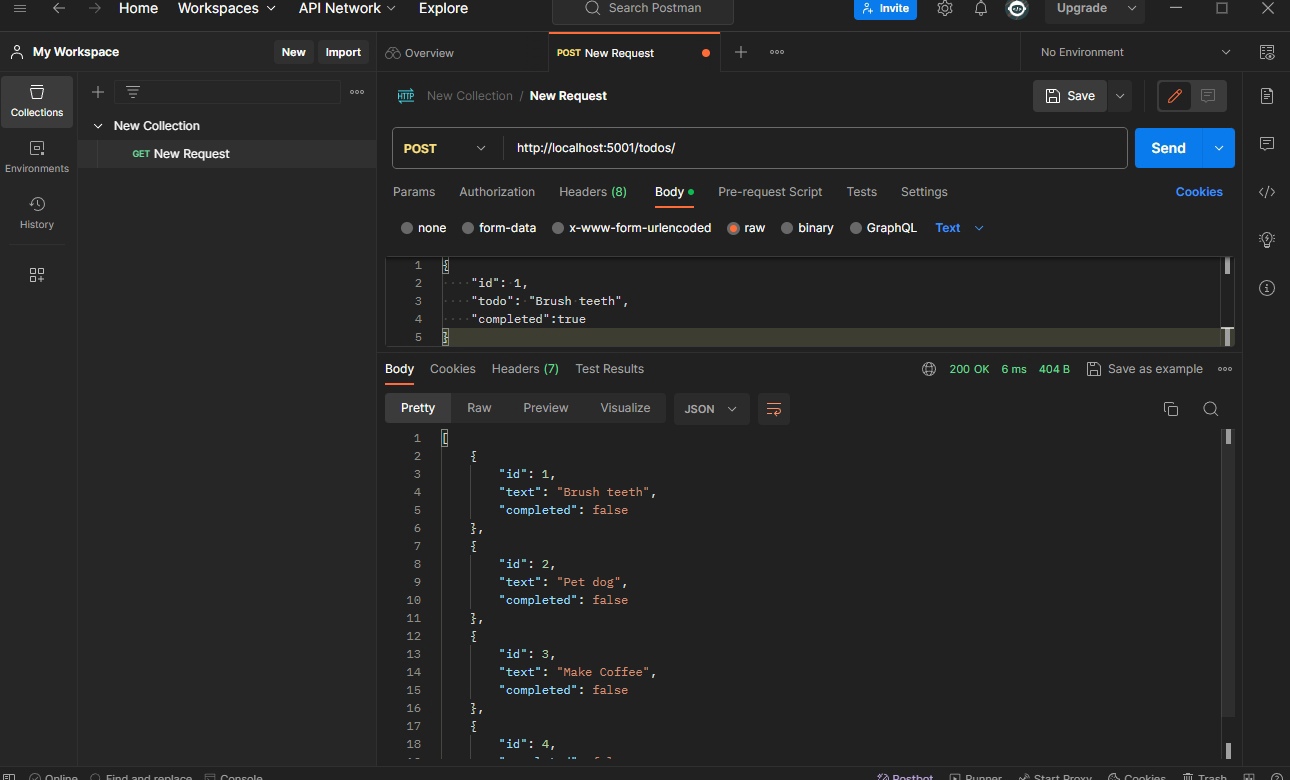 Home Workspaces API Network Explore Search Postman Invite Upgrade
My Workspace New Import Overview POST New Request No Environment
Collections
Environments
History
New Collection
GET New Request
HTTP New Collection / New Request Save
POST http://localhost:5001/todos/ Send
Params Authorization Headers (8) Body Pre-request Script Tests Settings Cookies
none form-data x-www-form-urlencoded raw binary GraphQL Text
1 {
2 "id": 1,
3 "todo": "Brush teeth",
4 "completed":true
5 }
Body Cookies Headers (7) Test Results 200 OK 6 ms 404 B Save as example
Pretty Raw Preview Visualize JSON
1 [
2 {
3 "id": 1,
4 "text": "Brush teeth",
5 "completed": false
6 },
7 {
8 "id": 2,
9 "text": "Pet dog",
10 "completed": false
11 },
12 {
13 "id": 3,
14 "text": "Make Coffee",
15 "completed": false
16 },
17 {
18 "id": 4,
Online Find and replace Console Postbot Runner Start Proxy Cookies Trash